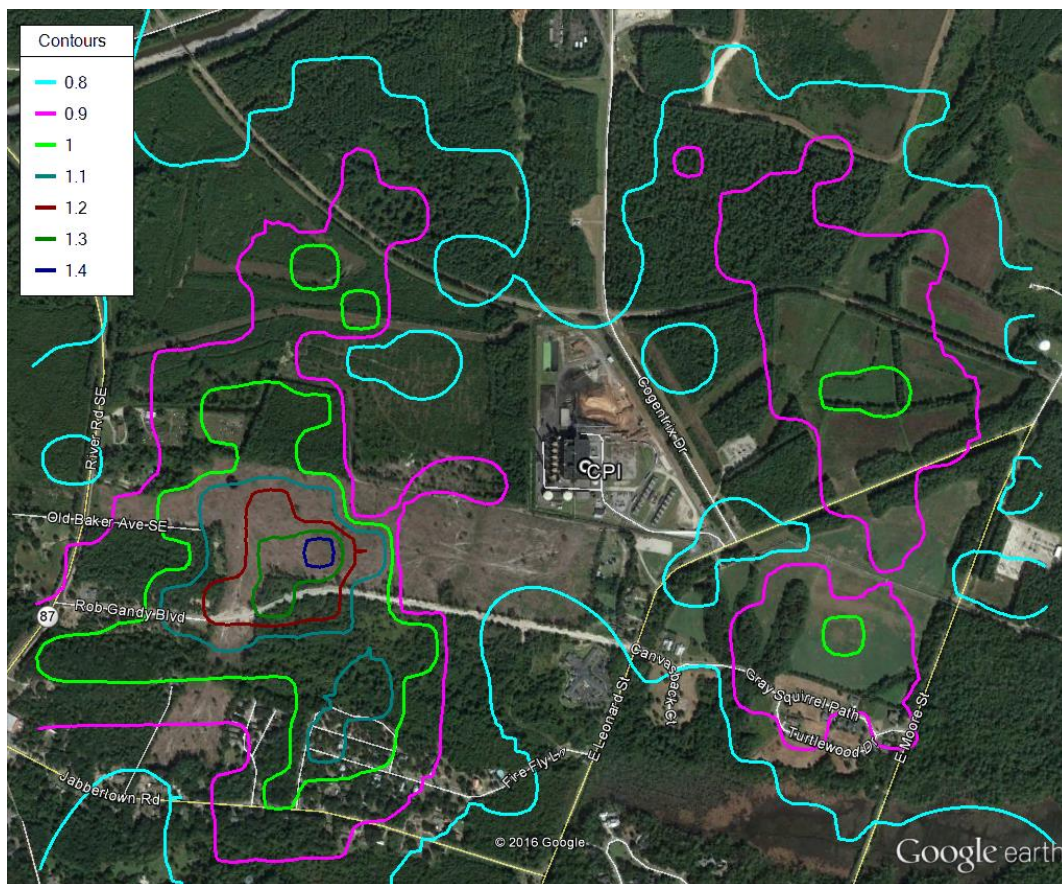 Contours
0.8
0.9
1
1.1
1.2
1.3
1.4
River Rd SE
Cogentrix Dr
CPI
Old Baker Ave SE
87
Rob Gandy Blvd
Canvasback Ct
Gray Squirrel Path
E Leonard St
Turtlewood Dr
E Moore St
Fire Fly Ln
Jabbertown Rd
© 2016 Google
Google earth